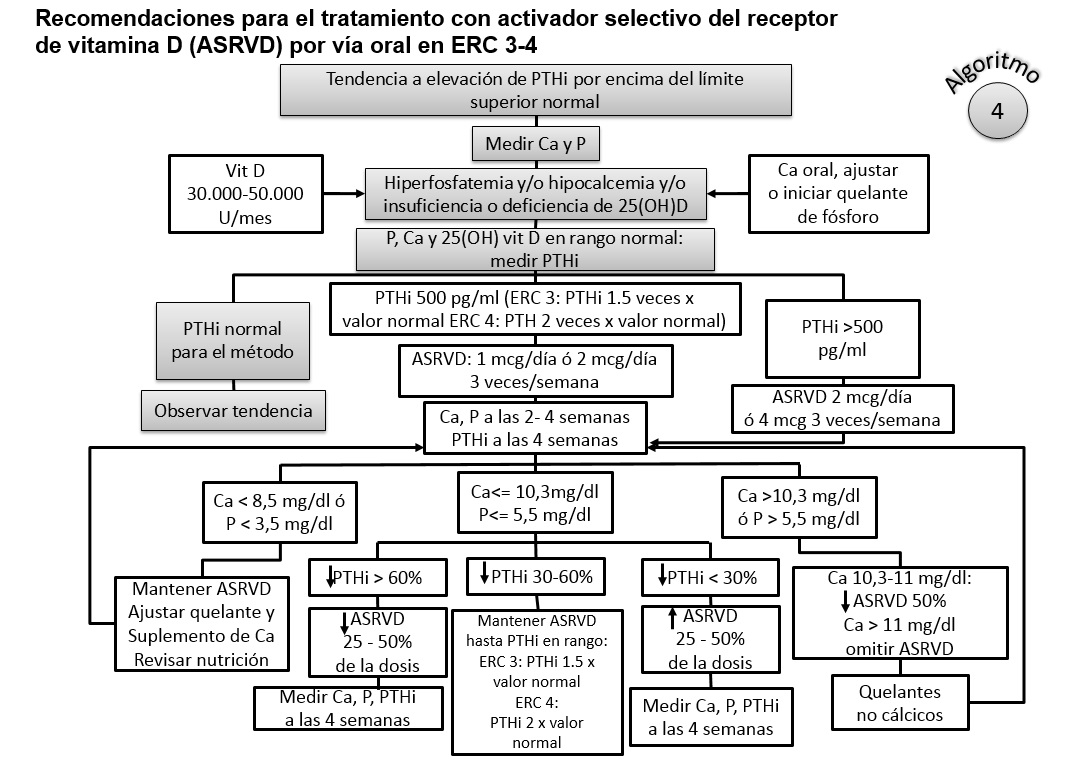 Recomendaciones para el tratamiento con activador selectivo del receptor
de vitamina D (ASRVD) por vía oral en ERC 3-4
Algoritmo
4
Tendencia a elevación de PTHi por encima del límite
superior normal
Medir Ca y P
Vit D
30.000-50.000
U/mes
Hiperfosfatemia y/o hipocalcemia y/o
insuficiencia o deficiencia de 25(OH)D
Ca oral, ajustar
o iniciar quelante
de fósforo
P, Ca y 25(OH) vit D en rango normal:
medir PTHi
PTHi normal
para el método
Observar tendencia
PTHi 500 pg/ml (ERC 3: PTHi 1.5 veces x
valor normal ERC 4: PTH 2 veces x valor normal)
ASRVD: 1 mcg/día ó 2 mcg/día
3 veces/semana
PTHi >500
pg/ml
ASRVD 2 mcg/día
ó 4 mcg 3 veces/semana
Ca, P a las 2- 4 semanas
PTHi a las 4 semanas
Ca < 8,5 mg/dl ó
P < 3,5 mg/dl
Ca<= 10,3mg/dl
P<= 5,5 mg/dl
Ca >10,3 mg/dl
ó P > 5,5 mg/dl
Mantener ASRVD
Ajustar quelante y
Suplemento de Ca
Revisar nutrición
↓PTHi > 60%
↓ASRVD
25 - 50%
de la dosis
Medir Ca, P, PTHi
a las 4 semanas
↓PTHi 30-60%
Mantener ASRVD
hasta PTHi en rango:
ERC 3: PTHi 1.5 x
valor normal
ERC 4:
PTHi 2 x valor
normal
↓PTHi < 30%
↑ ASRVD
25 - 50%
de la dosis
Medir Ca, P, PTHi
a las 4 semanas
Ca 10,3-11 mg/dl:
↓ ASRVD 50%
Ca > 11 mg/dl
omitir ASRVD
Quelantes
no cálcicos